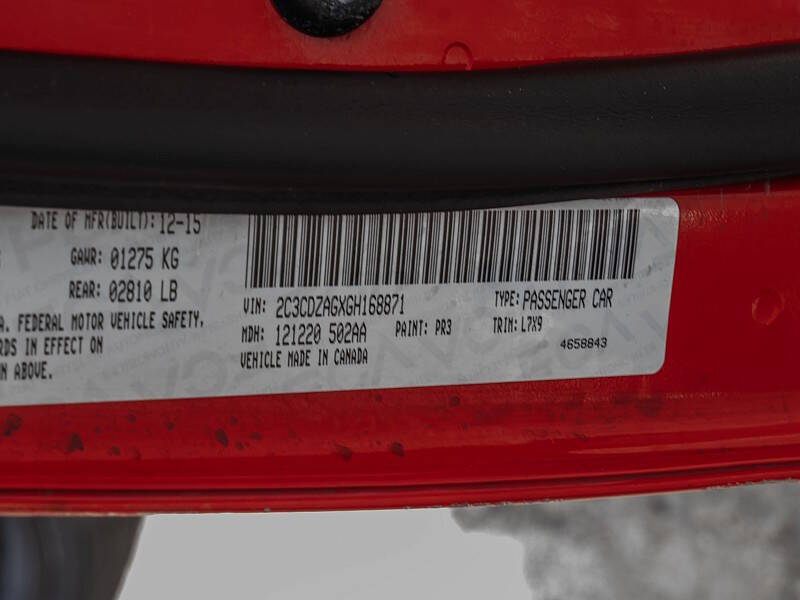 DATE OF MFR(BUILT): 12-15
GAWR: 01275 KG
REAR: 02810 LB
A. FEDERAL MOTOR VEHICLE SAFETY,
RDS IN EFFECT ON
N ABOVE.
VIN: 2C3CDZAGXGH168871
TYPE: PASSENGER CAR
MDH: 121220 502AA
PAINT: PR3
TRIN: L7X9
VEHICLE MADE IN CANADA
4658843